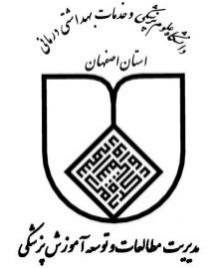 دانشگاه علوم پزشکی و خدمات بهداشتی درمانی
استان اصفهان
مدیریت مطالعات و توسعه آموزش پزشکی